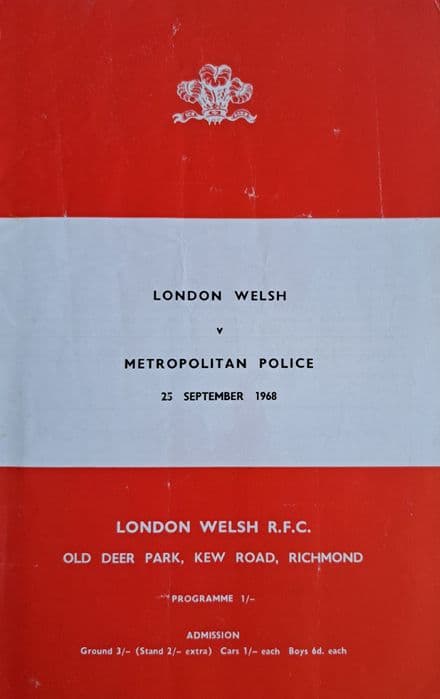 LONDON WELSH
v
METROPOLITAN POLICE
25 SEPTEMBER 1968
LONDON WELSH R.F.C.
OLD DEER PARK, KEW ROAD, RICHMOND
PROGRAMME 1/-
ADMISSION
Ground 3/- (Stand 2/- extra) Cars 1/- each Boys 6d. each